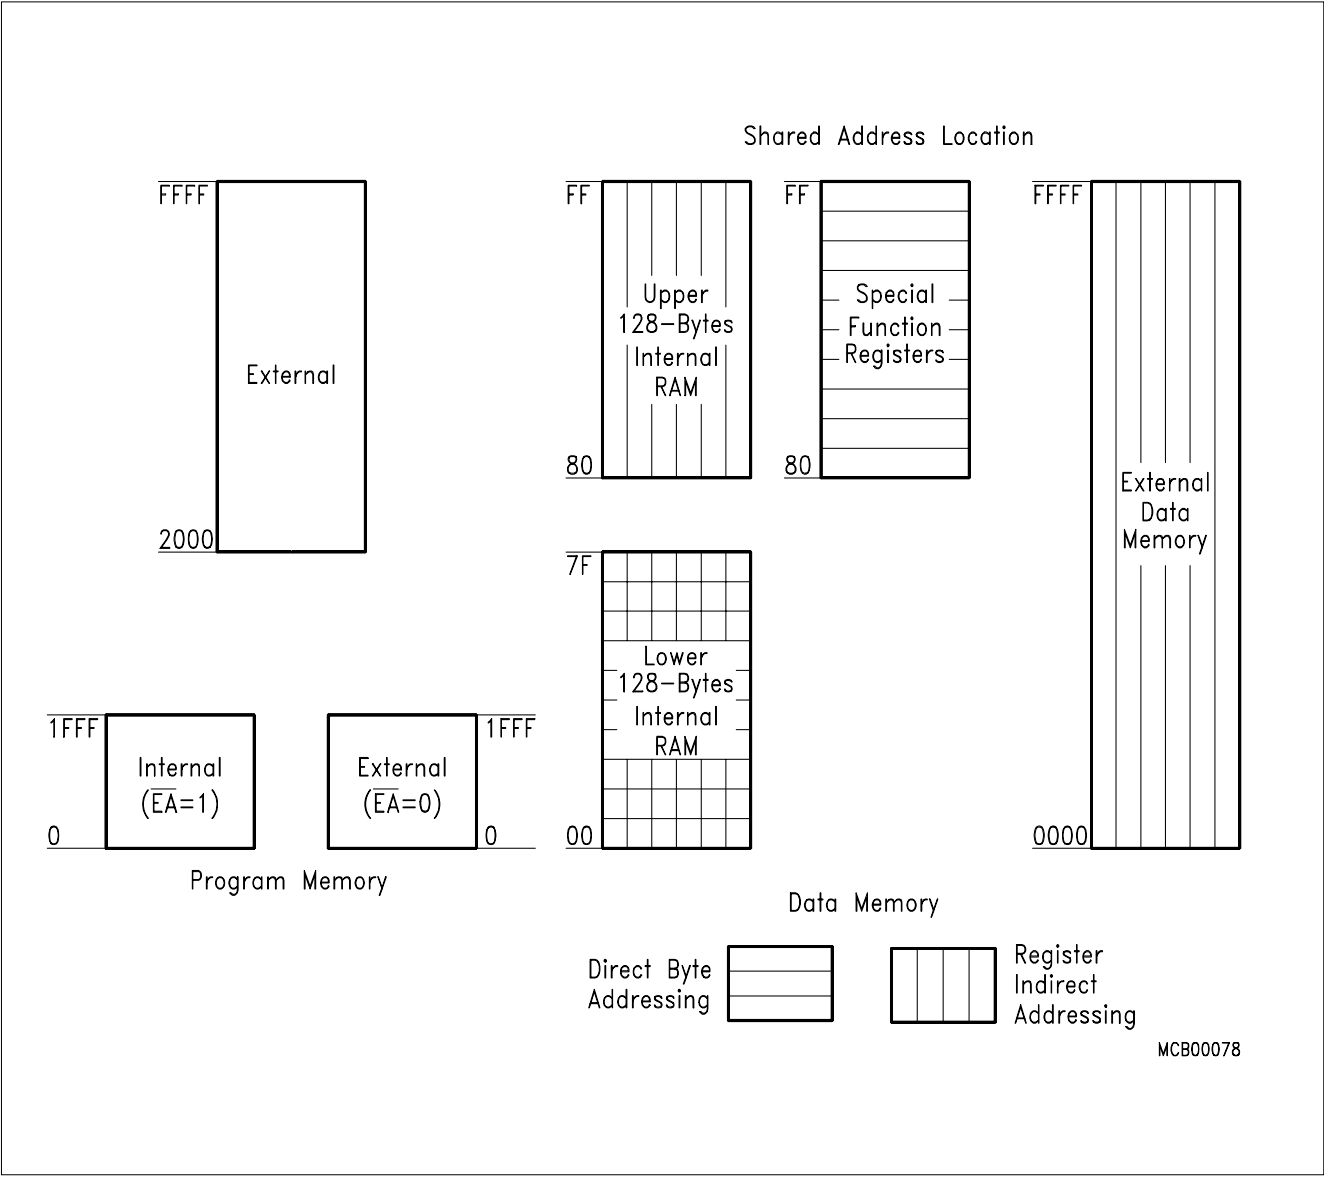 Shared Address Location
FFFF
External
2000
1FFF
Internal
(E̅A̅=1)
0
External
(E̅A̅=0)
1FFF
0
Program Memory
FF
Upper
128–Bytes
Internal
RAM
80
FF
Special
Function
Registers
80
7F
Lower
128–Bytes
Internal
RAM
00
FFFF
External
Data
Memory
0000
Data Memory
Direct Byte
Addressing
Register
Indirect
Addressing
MCB00078